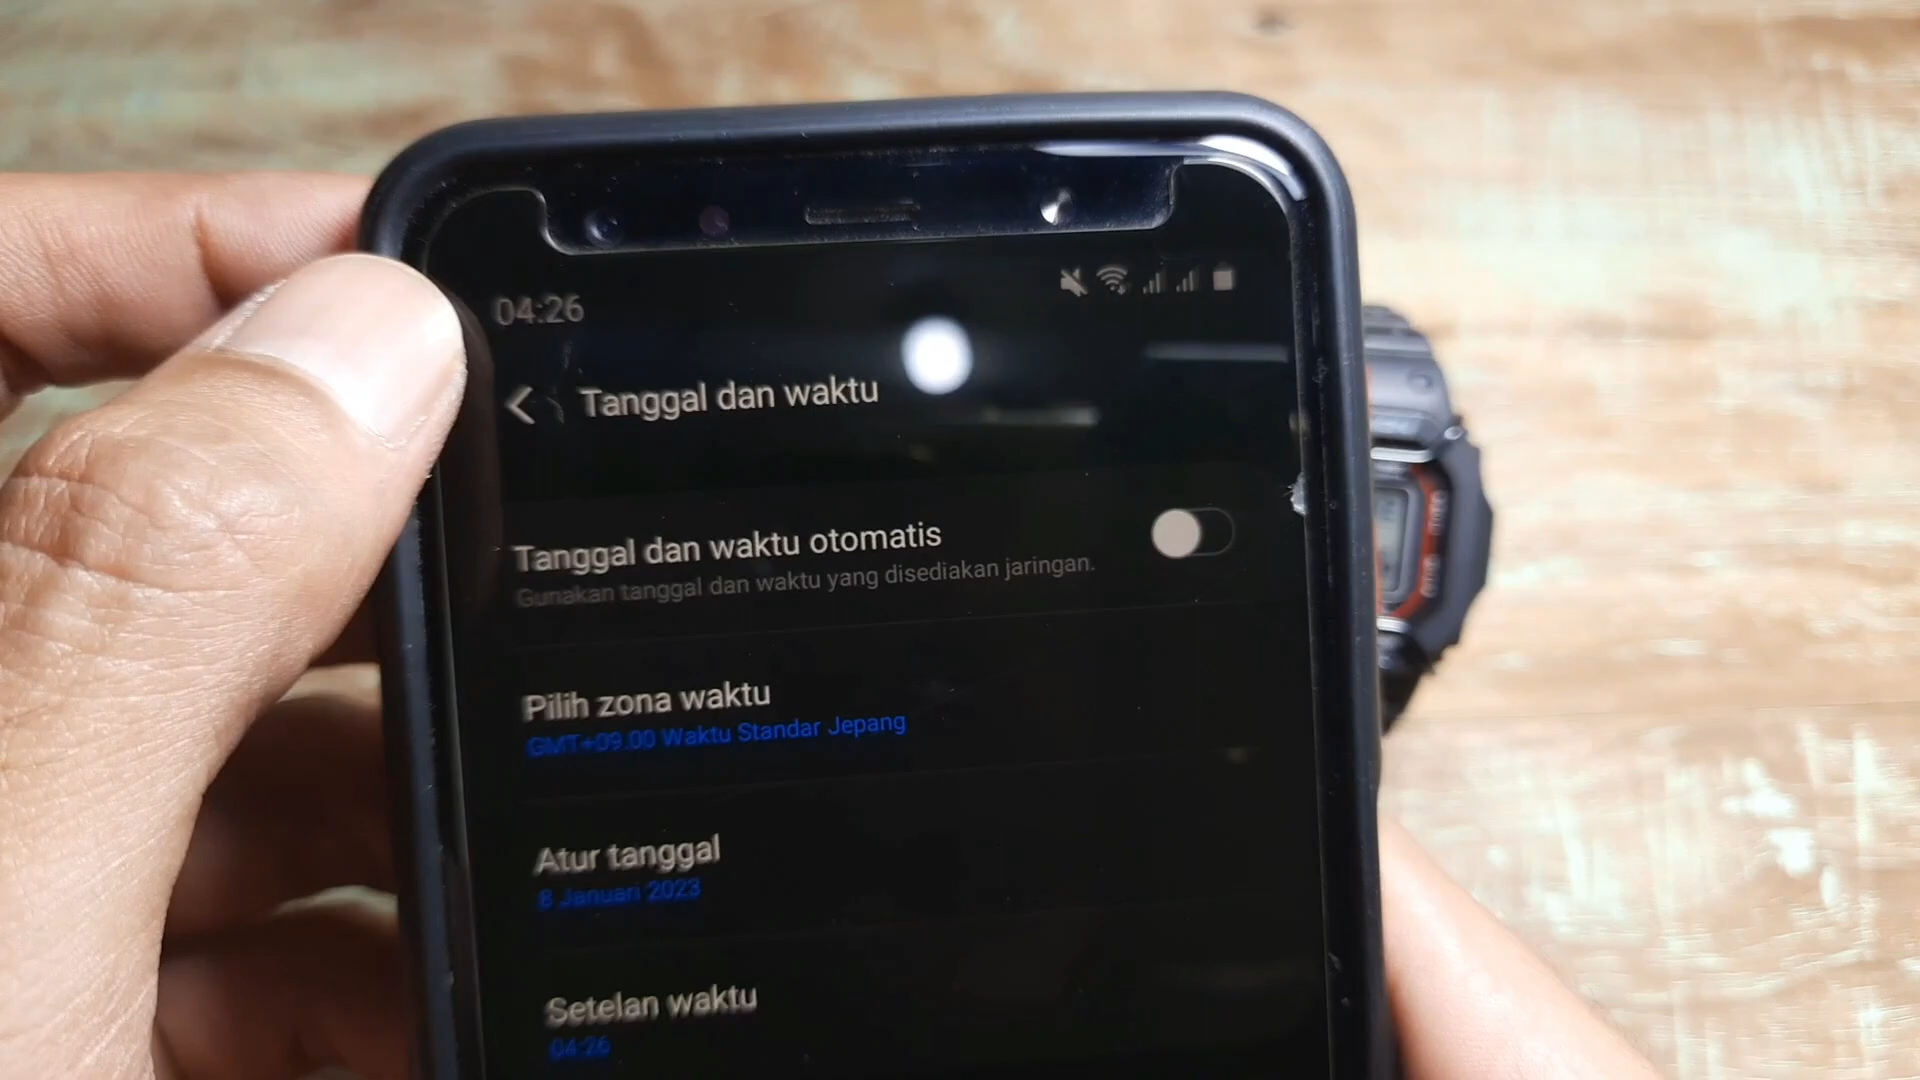 04:26
Tanggal dan waktu
Tanggal dan waktu otomatis
Gunakan tanggal dan waktu yang disediakan jaringan.
Pilih zona waktu
GMT+09.00 Waktu Standar Jepang
Atur tanggal
8 Januari 2023
Setelan waktu
04:26